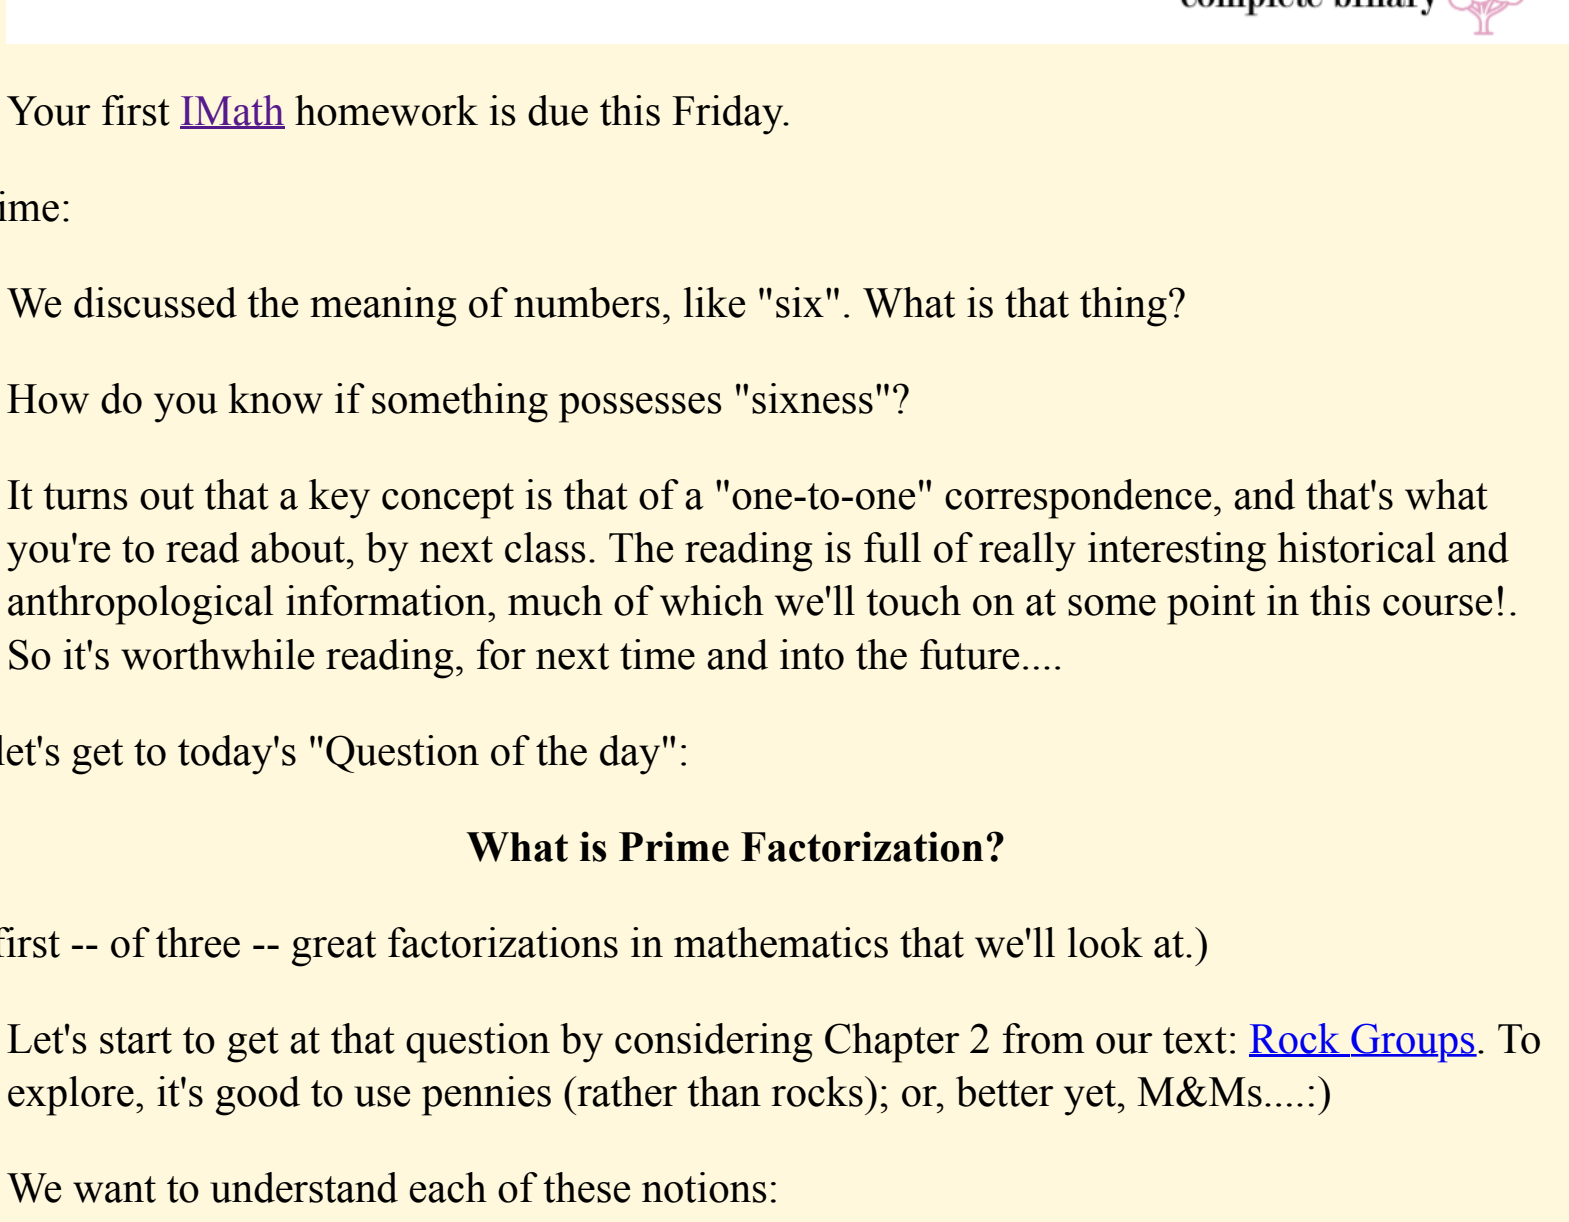 complete binary
Your first IMath homework is due this Friday.
ime:
We discussed the meaning of numbers, like "six". What is that thing?
How do you know if something possesses "sixness"?
It turns out that a key concept is that of a "one-to-one" correspondence, and that's what
you're to read about, by next class. The reading is full of really interesting historical and
anthropological information, much of which we'll touch on at some point in this course!.
So it's worthwhile reading, for next time and into the future....
let's get to today's "Question of the day":
What is Prime Factorization?
first -- of three -- great factorizations in mathematics that we'll look at.)
Let's start to get at that question by considering Chapter 2 from our text: Rock Groups. To
explore, it's good to use pennies (rather than rocks); or, better yet, M&Ms....:)
We want to understand each of these notions: